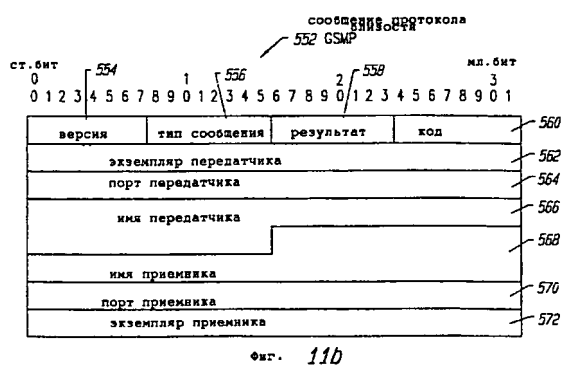 сообщение протокола
близости
552 GSMP
ст.бит
мл.бит
554
556
558
0 1 2 3
0 1 2 3 4 5 6 7 8 9 0 1 2 3 4 5 6 7 8 9 0 1 2 3 4 5 6 7 8 9 0 1
версия тип сообщения результат код 560
экземпляр передатчика 562
порт передатчика 564
имя передатчика 566
568
имя приемника
порт приемника 570
экземпляр приемника 572
Фиг. 11b